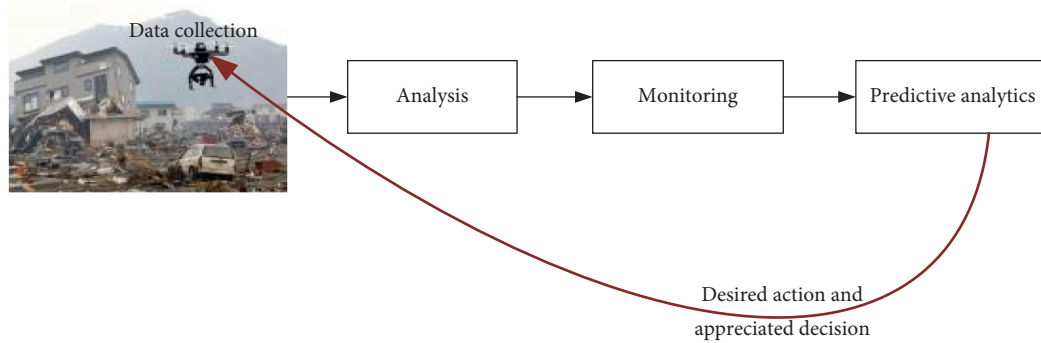 Data collection
Analysis
Monitoring
Predictive analytics
Desired action and
appreciated decision